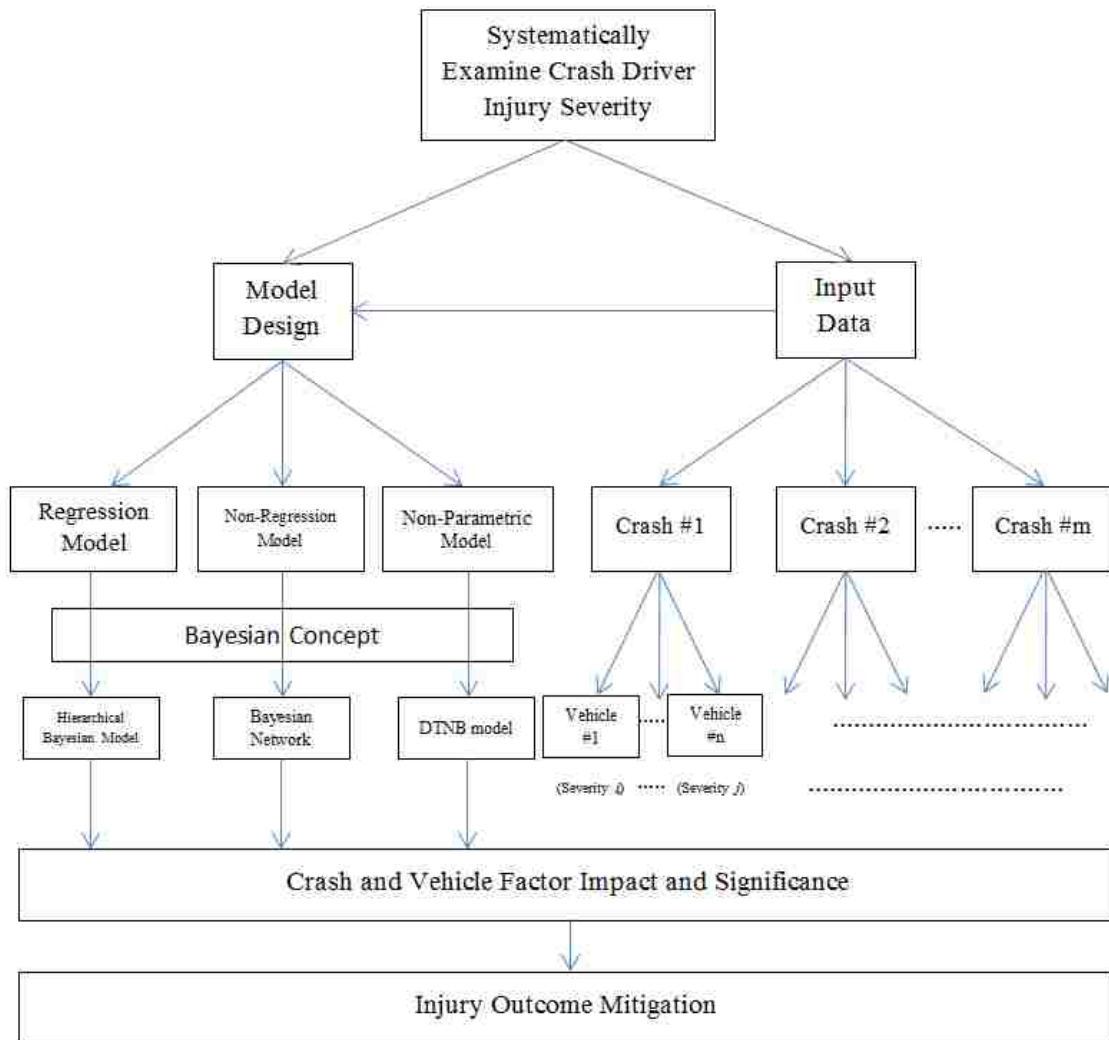 Systematically
Examine Crash Driver
Injury Severity
Model
Design
Input
Data
Regression
Model
Non-Regression
Model
Non-Parametric
Model
Crash #1
Crash #2
.....
Crash #m
Bayesian Concept
Hierarchical
Bayesian Model
Bayesian
Network
DTNB model
Vehicle
#1
.....
Vehicle
#n
(Severity i) ..... (Severity j)
Crash and Vehicle Factor Impact and Significance
Injury Outcome Mitigation